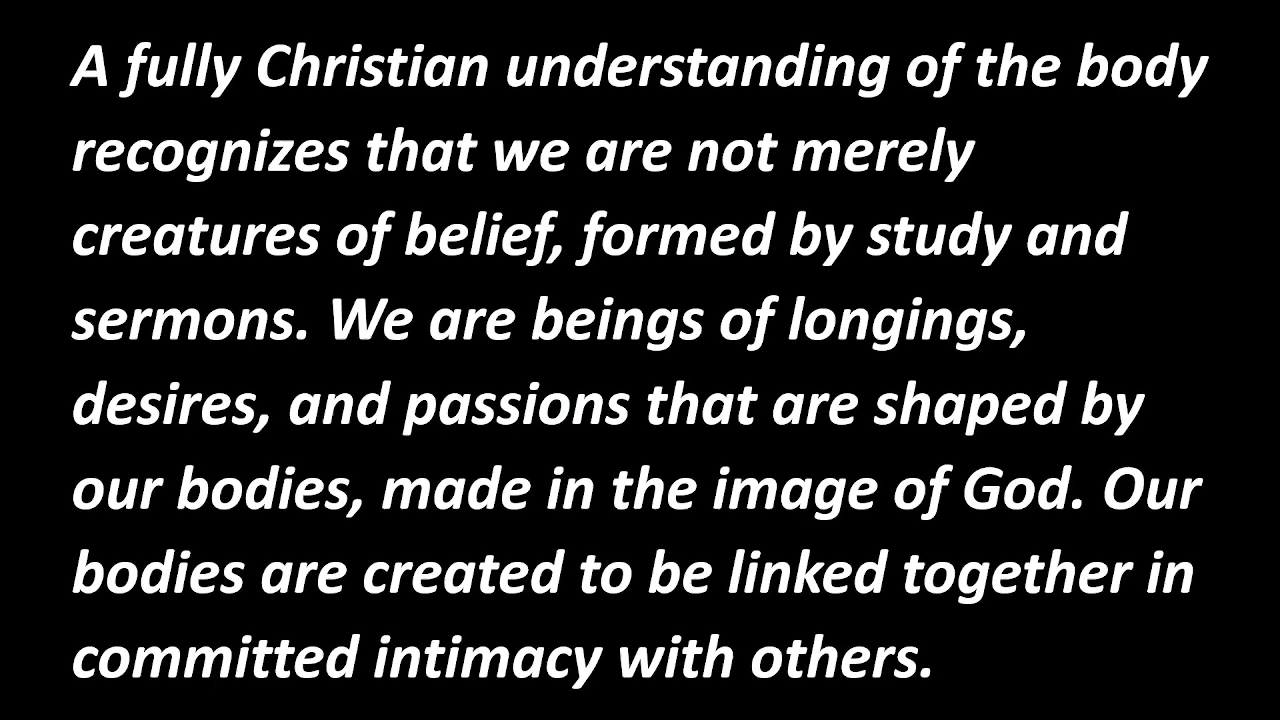 A fully Christian understanding of the body
recognizes that we are not merely
creatures of belief, formed by study and
sermons. We are beings of longings,
desires, and passions that are shaped by
our bodies, made in the image of God. Our
bodies are created to be linked together in
committed intimacy with others.